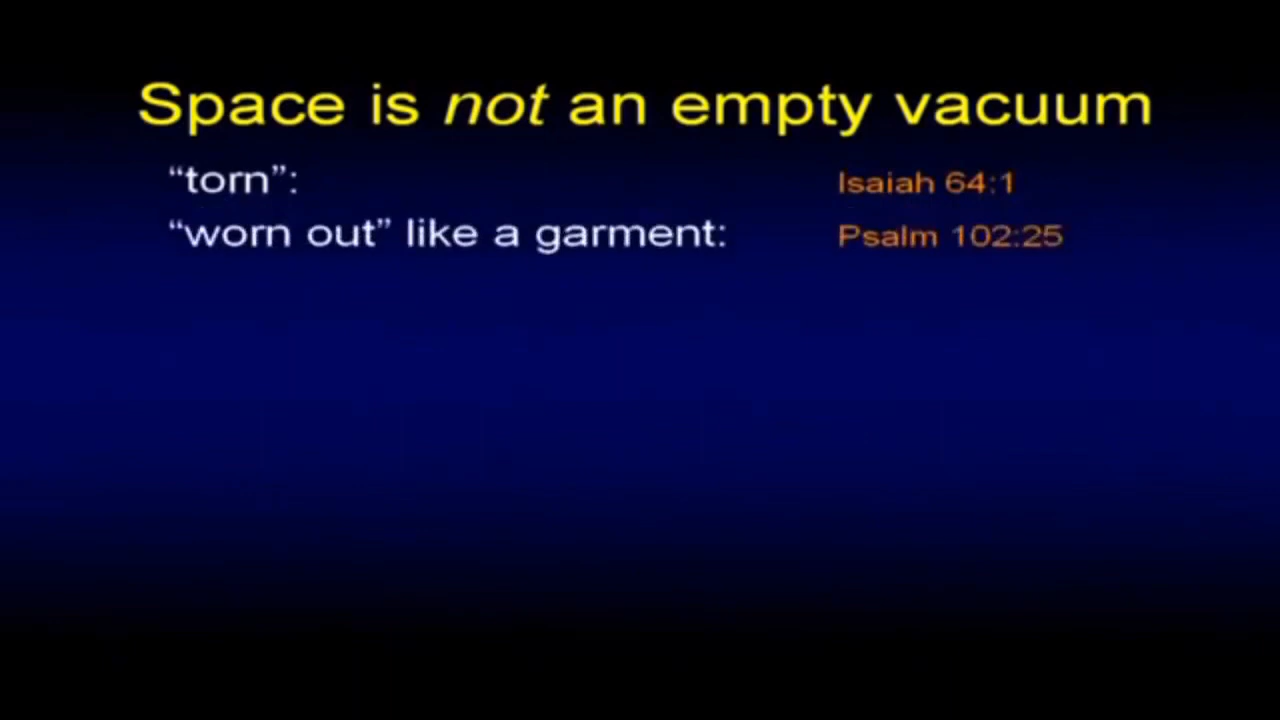 Space is not an empty vacuum
“torn”: Isaiah 64:1
“worn out” like a garment: Psalm 102:25